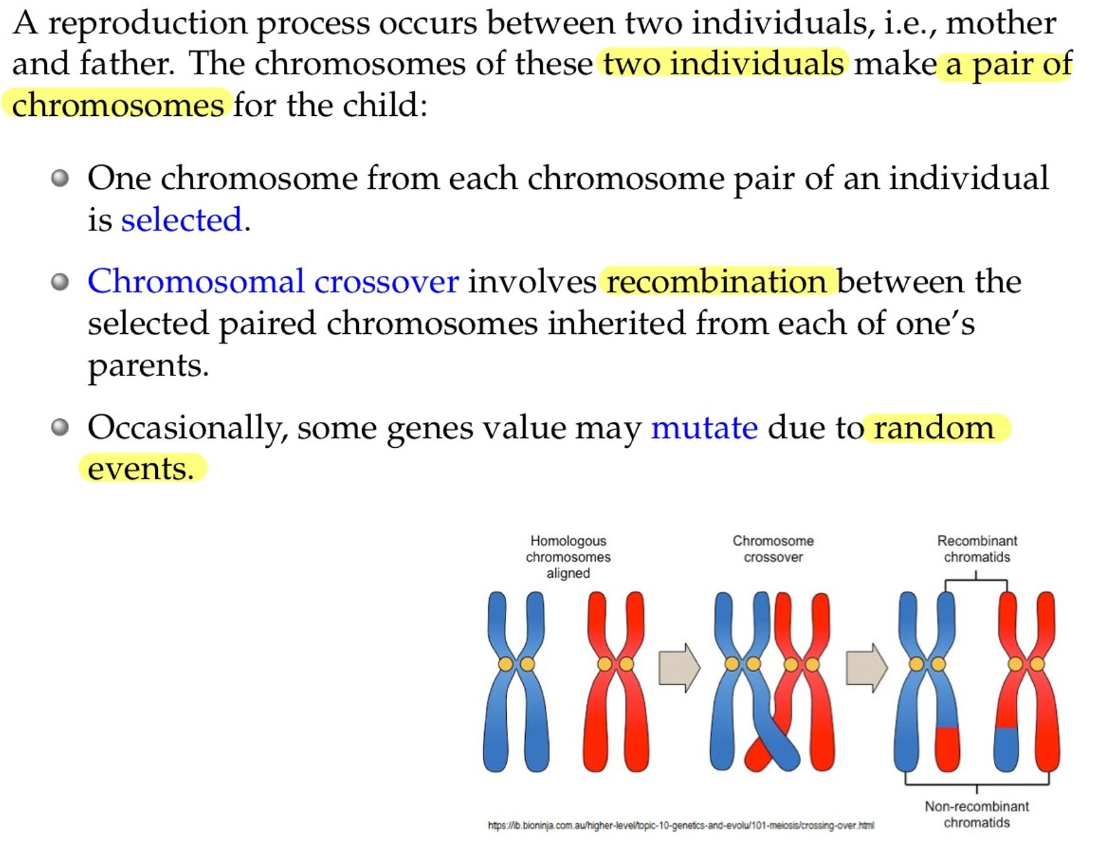 A reproduction process occurs between two individuals, i.e., mother
and father. The chromosomes of these two individuals make a pair of
chromosomes for the child:
One chromosome from each chromosome pair of an individual
is selected.
Chromosomal crossover involves recombination between the
selected paired chromosomes inherited from each of one's
parents.
Occasionally, some genes value may mutate due to random
events.
Homologous
chromosomes
aligned
Chromosome
crossover
Recombinant
chromatids
Non-recombinant
chromatids
https://ib.bioninja.com.au/higher-level/topic-10-genetics-and-evolu/101-meiosis/crossing-over.html